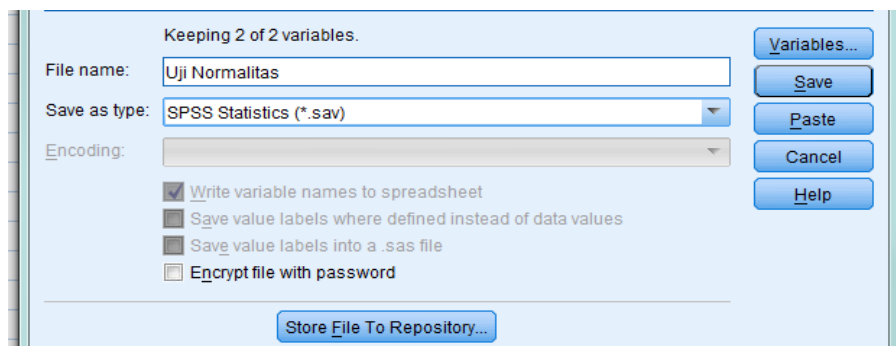 Keeping 2 of 2 variables.
Variables...
File name: Uji Normalitas
Save
Save as type: SPSS Statistics (*.sav)
Paste
Encoding:
Cancel
Write variable names to spreadsheet
Help
Save value labels where defined instead of data values
Save value labels into a .sas file
Encrypt file with password
Store File To Repository...